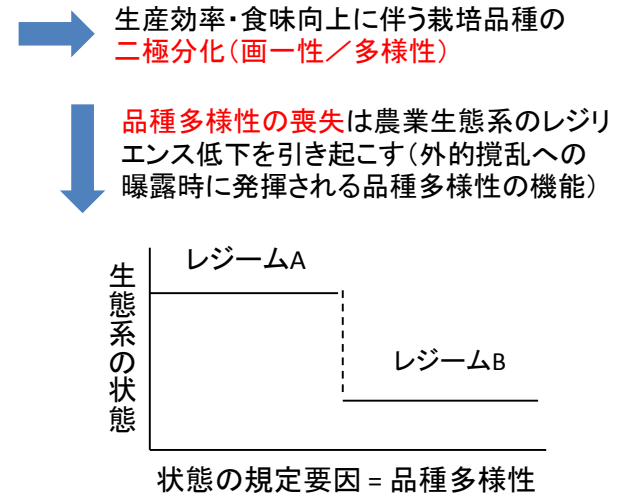 生産効率・食味向上に伴う栽培品種の
二極分化（画一性／多様性）
品種多様性の喪失は農業生態系のレジリ
エンス低下を引き起こす（外的撹乱への
曝露時に発揮される品種多様性の機能）
レジームA
生態系の状態
レジームB
状態の規定要因 = 品種多様性